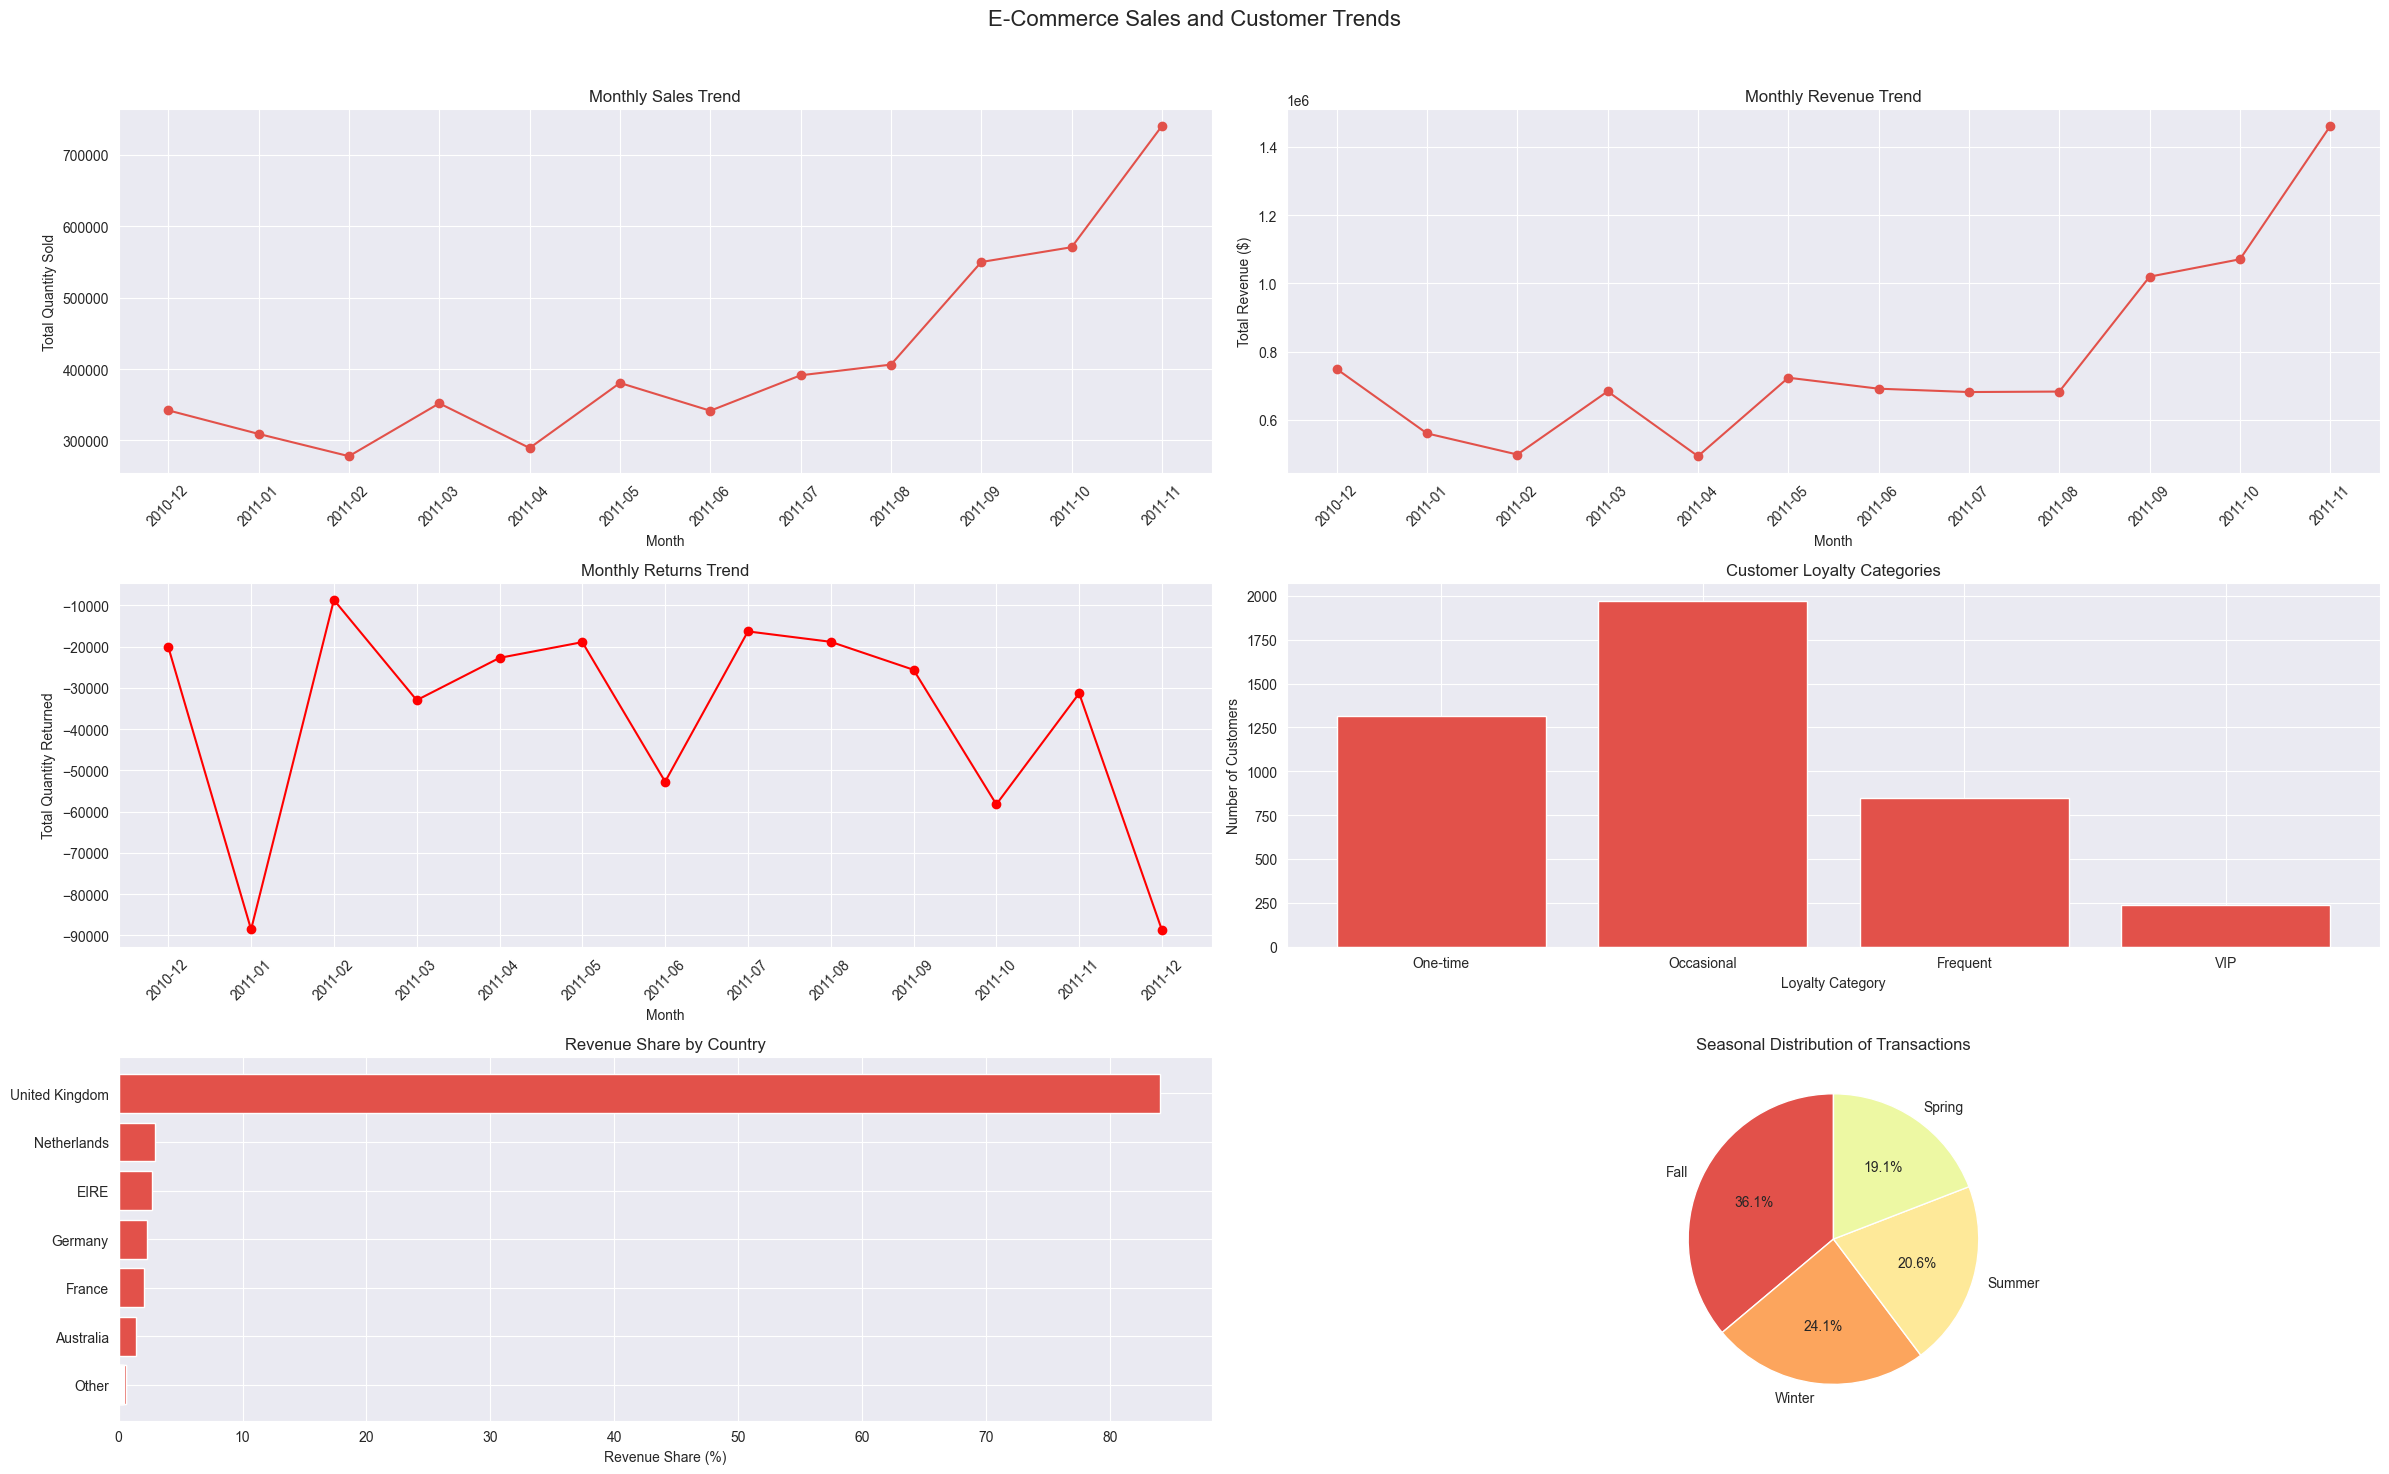 E-Commerce Sales and Customer Trends
Monthly Sales Trend
Total Quantity Sold
700000
600000
500000
400000
300000
2010-12
2011-01
2011-02
2011-03
2011-04
2011-05
2011-06
2011-07
2011-08
2011-09
2011-10
2011-11
Month
Monthly Revenue Trend
1e6
Total Revenue ($)
1.4
1.2
1.0
0.8
0.6
2010-12
2011-01
2011-02
2011-03
2011-04
2011-05
2011-06
2011-07
2011-08
2011-09
2011-10
2011-11
Month
Monthly Returns Trend
Total Quantity Returned
−10000
−20000
−30000
−40000
−50000
−60000
−70000
−80000
−90000
2010-12
2011-01
2011-02
2011-03
2011-04
2011-05
2011-06
2011-07
2011-08
2011-09
2011-10
2011-11
2011-12
Month
Customer Loyalty Categories
Number of Customers
2000
1750
1500
1250
1000
750
500
250
0
One-time
Occasional
Frequent
VIP
Loyalty Category
Revenue Share by Country
United Kingdom
Netherlands
EIRE
Germany
France
Australia
Other
0
10
20
30
40
50
60
70
80
Revenue Share (%)
Seasonal Distribution of Transactions
Spring
19.1%
Fall
36.1%
Summer
20.6%
Winter
24.1%